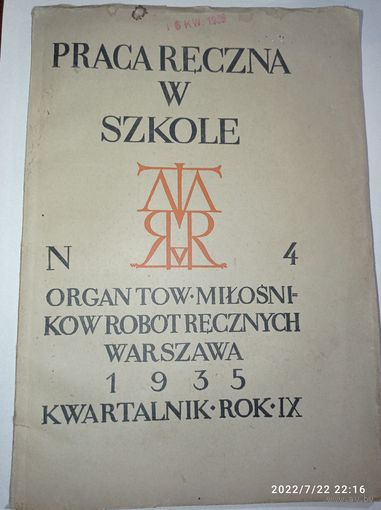 PRACA RĘCZNA
W
SZKOLE
N 4
ORGAN TOW·MIŁOŚNI-
KÓW ROBÓT RĘCZNYCH
WARSZAWA
1935
KWARTALNIK·ROK·IX
2022/7/22 22:16